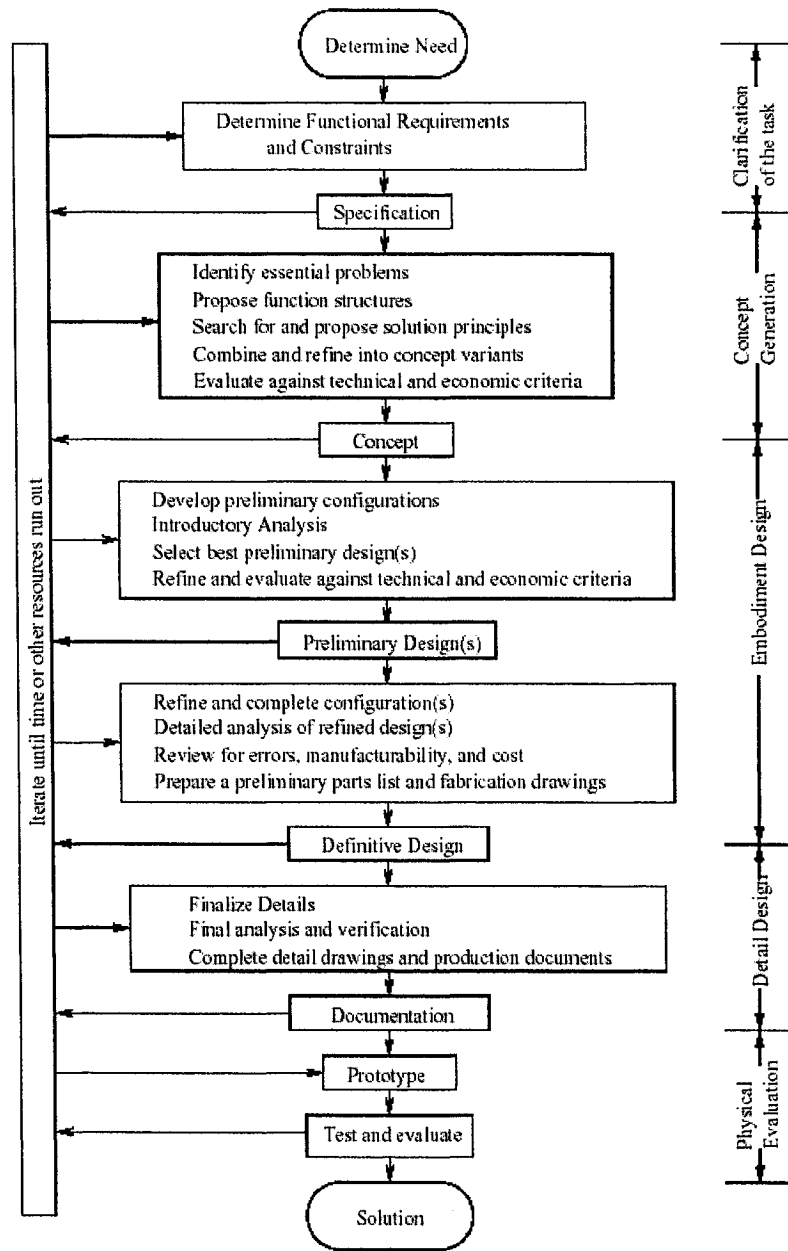 Determine Need
Determine Functional Requirements
and Constraints
Specification
Identify essential problems
Propose function structures
Search for and propose solution principles
Combine and refine into concept variants
Evaluate against technical and economic criteria
Concept
Develop preliminary configurations
Introductory Analysis
Select best preliminary design(s)
Refine and evaluate against technical and economic criteria
Preliminary Design(s)
Refine and complete configuration(s)
Detailed analysis of refined design(s)
Review for errors, manufacturability, and cost
Prepare a preliminary parts list and fabrication drawings
Definitive Design
Finalize Details
Final analysis and verification
Complete detail drawings and production documents
Documentation
Prototype
Test and evaluate
Solution
Iterate until time or other resources run out
Clarification
of the task
Concept
Generation
Embodiment Design
Detail Design
Physical
Evaluation